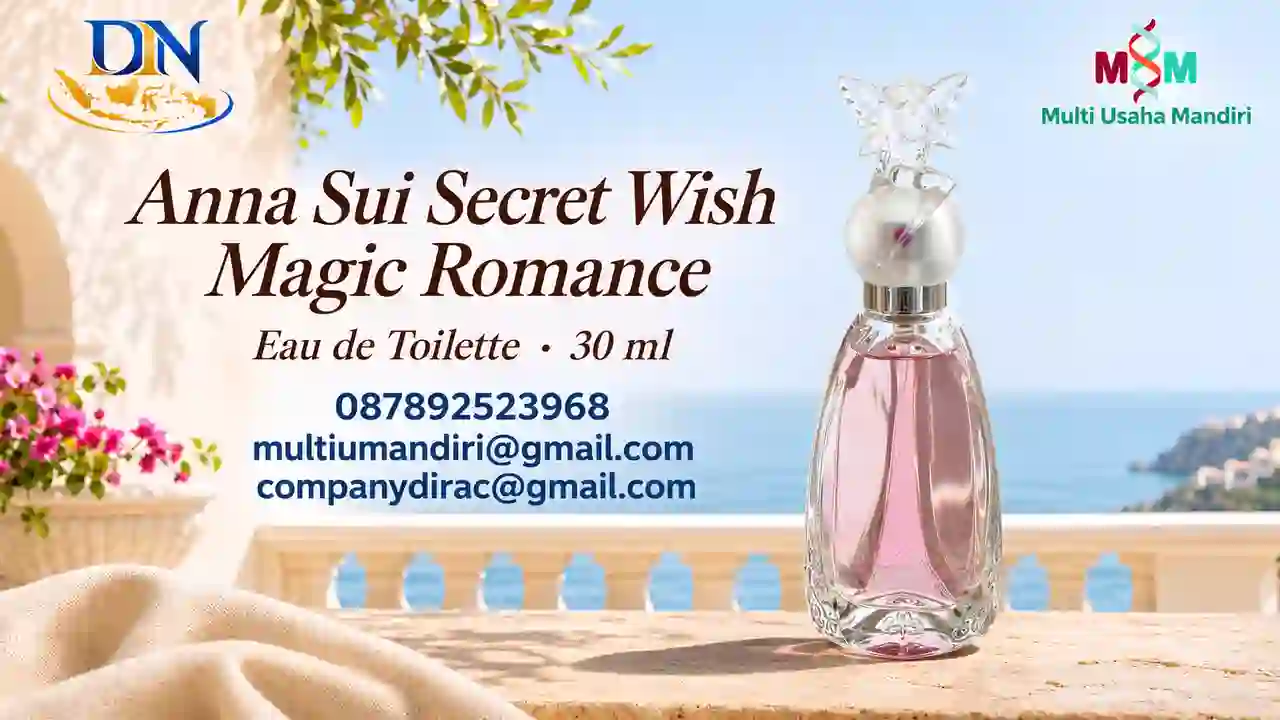 DN
MSM
Multi Usaha Mandiri
Anna Sui Secret Wish
Magic Romance
Eau de Toilette • 30 ml
087892523968
multiumandiri@gmail.com
companydirac@gmail.com